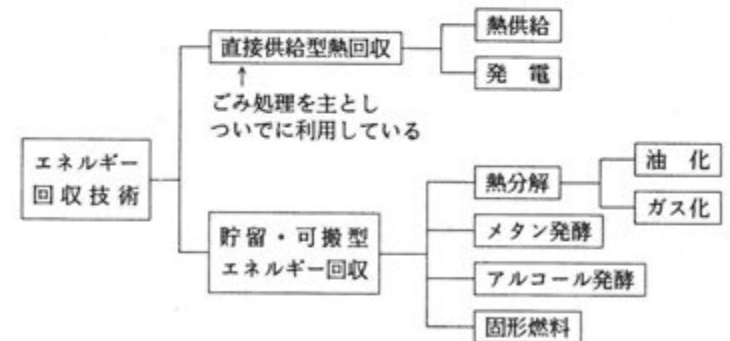 エネルギー
回収技術
直接供給型熱回収
↑
ごみ処理を主とし
ついでに利用している
熱供給
発 電
貯留・可搬型
エネルギー回収
熱分解
油 化
ガス化
メタン発酵
アルコール発酵
固形燃料